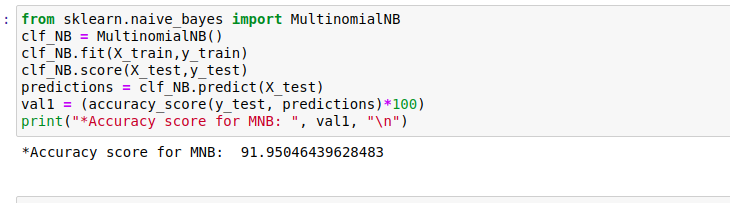 :
from sklearn.naive_bayes import MultinomialNB
clf_NB = MultinomialNB()
clf_NB.fit(X_train,y_train)
clf_NB.score(X_test,y_test)
predictions = clf_NB.predict(X_test)
val1 = (accuracy_score(y_test, predictions)*100)
print("*Accuracy score for MNB: ", val1, "\n")
*Accuracy score for MNB:  91.95046439628483